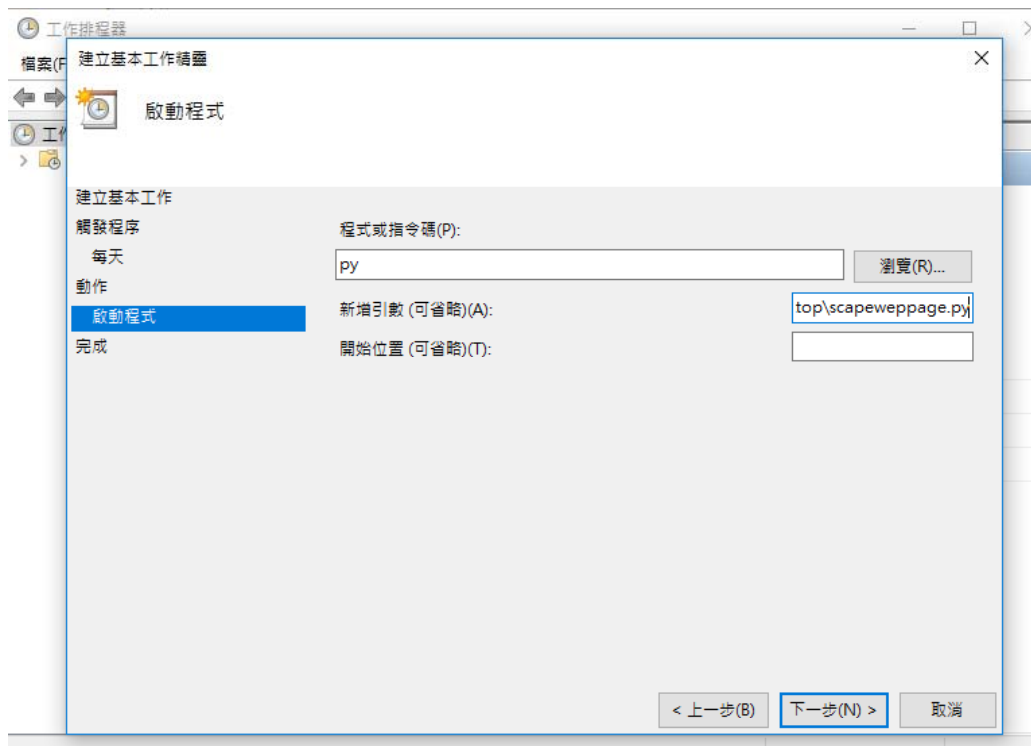 工作排程器
檔案(F
建立基本工作精靈
啟動程式
工作
建立基本工作
觸發程序
每天
動作
啟動程式
完成
程式或指令碼(P):
py
瀏覽(R)...
新增引數 (可省略)(A):
top\scapeweppage.py
開始位置 (可省略)(T):
< 上一步(B)
下一步(N) >
取消